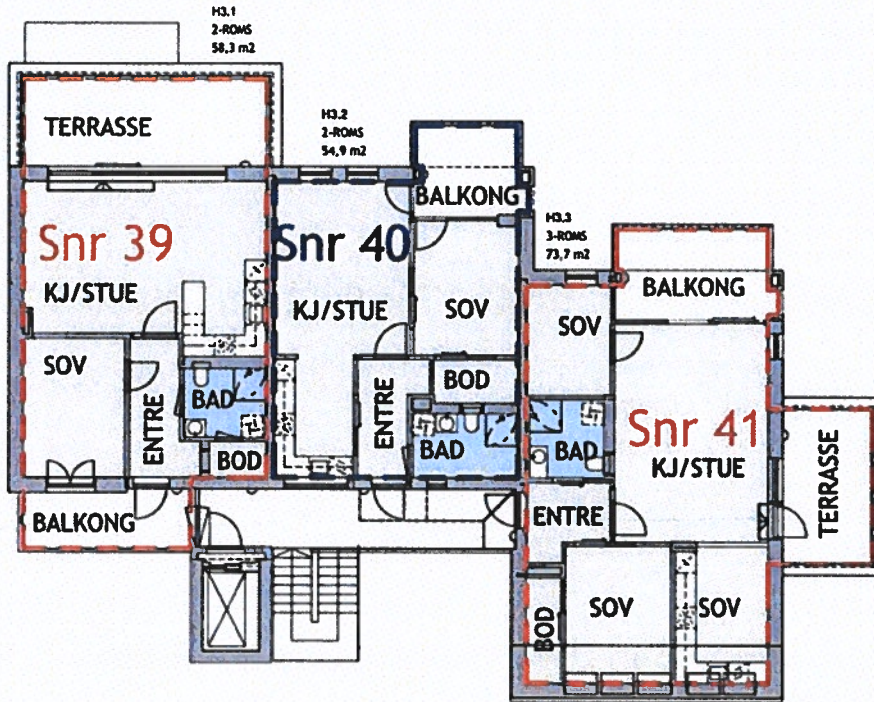 H3.1
2-ROMS
58,3 m2
TERRASSE
Snr 39
KJ/STUE
SOV
ENTRE
BAD
BOD
BALKONG
H3.2
2-ROMS
54,9 m2
BALKONG
Snr 40
KJ/STUE
SOV
BOD
ENTRE
BAD
H3.3
3-ROMS
73,7 m2
BALKONG
SOV
Snr 41
KJ/STUE
BAD
TERRASSE
ENTRE
BOD
SOV
SOV